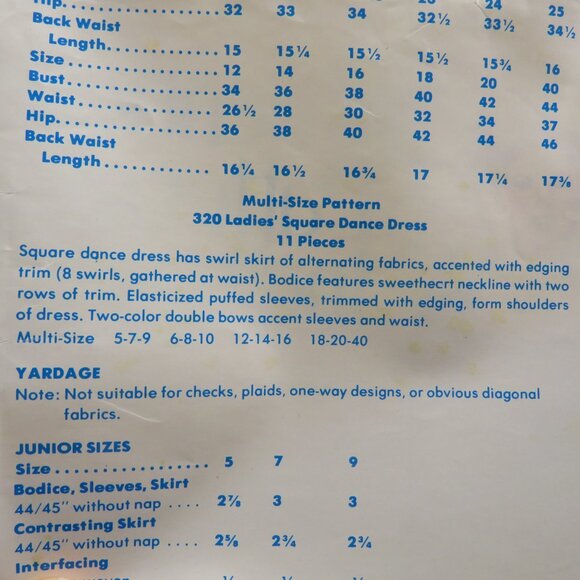 Hip. 32 33 34 32½ 24 25
33½ 34½
Back Waist
Length............ 15 15¼ 15½ 15½ 15¾ 16
Size............ 12 14 16 18 20 40
Bust............ 34 36 38 40 42 44
Waist............ 26½ 28 30 32 34 37
Hip............ 36 38 40 42 44 46
Back Waist
Length............ 16¼ 16½ 16¾ 17 17¼ 17⅜
Multi-Size Pattern
320 Ladies' Square Dance Dress
11 Pieces
Square dance dress has swirl skirt of alternating fabrics, accented with edging
trim (8 swirls, gathered at waist). Bodice features sweethecrt neckline with two
rows of trim. Elasticized puffed sleeves, trimmed with edging, form shoulders
of dress. Two-color double bows accent sleeves and waist.
Multi-Size 5-7-9 6-8-10 12-14-16 18-20-40
YARDAGE
Note: Not suitable for checks, plaids, one-way designs, or obvious diagonal
fabrics.
JUNIOR SIZES
Size............ 5 7 9
Bodice, Sleeves, Skirt
44/45" without nap .... 2⅞ 3 3
Contrasting Skirt
44/45" without nap .... 2⅝ 2¾ 2¾
Interfacing